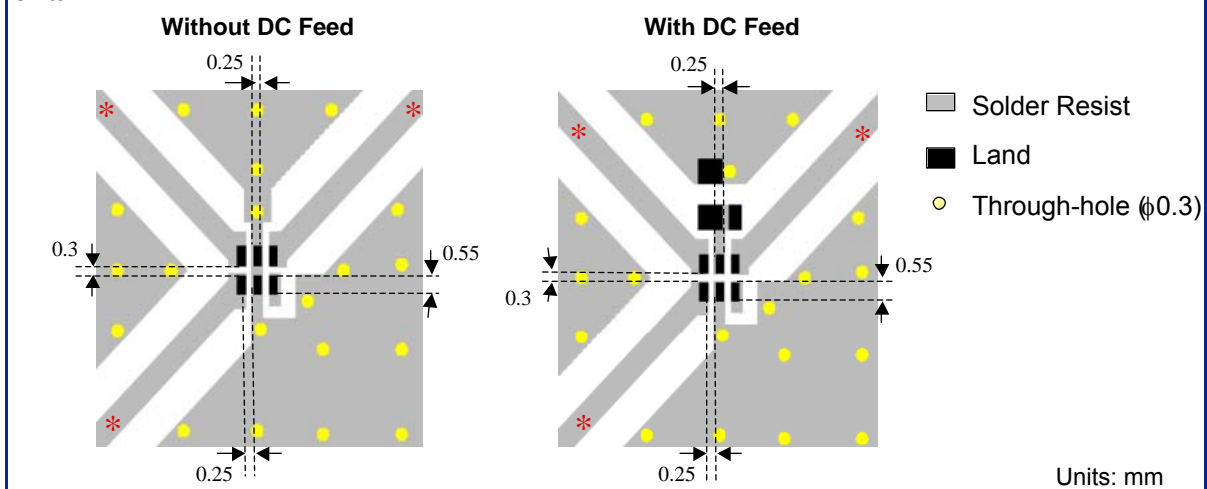 Without DC Feed
0.25
*
*
0.3
0.55
*
0.25
With DC Feed
0.25
*
*
0.3
0.55
*
0.25
Solder Resist
Land
Through-hole (ϕ0.3)
Units: mm